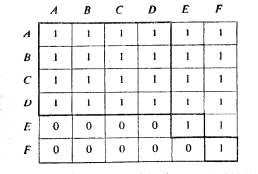 A B C D E F
A 1 1 1 1 1 1
B 1 1 1 1 1 1
C 1 1 1 1 1 1
D 1 1 1 1 1 1
E 0 0 0 0 1 1
F 0 0 0 0 0 1